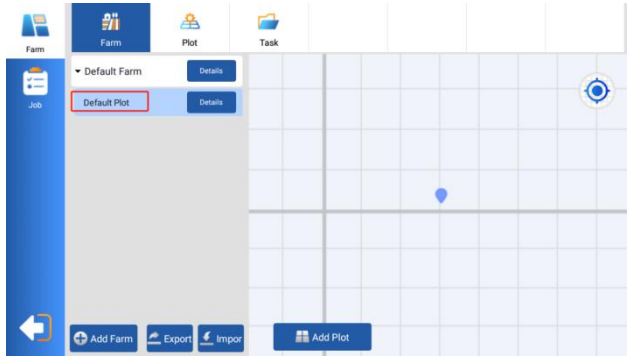 Farm
Plot
Task
Farm
Job
Default Farm
Details
Default Plot
Details
Add Farm
Export
Impor
Add Plot